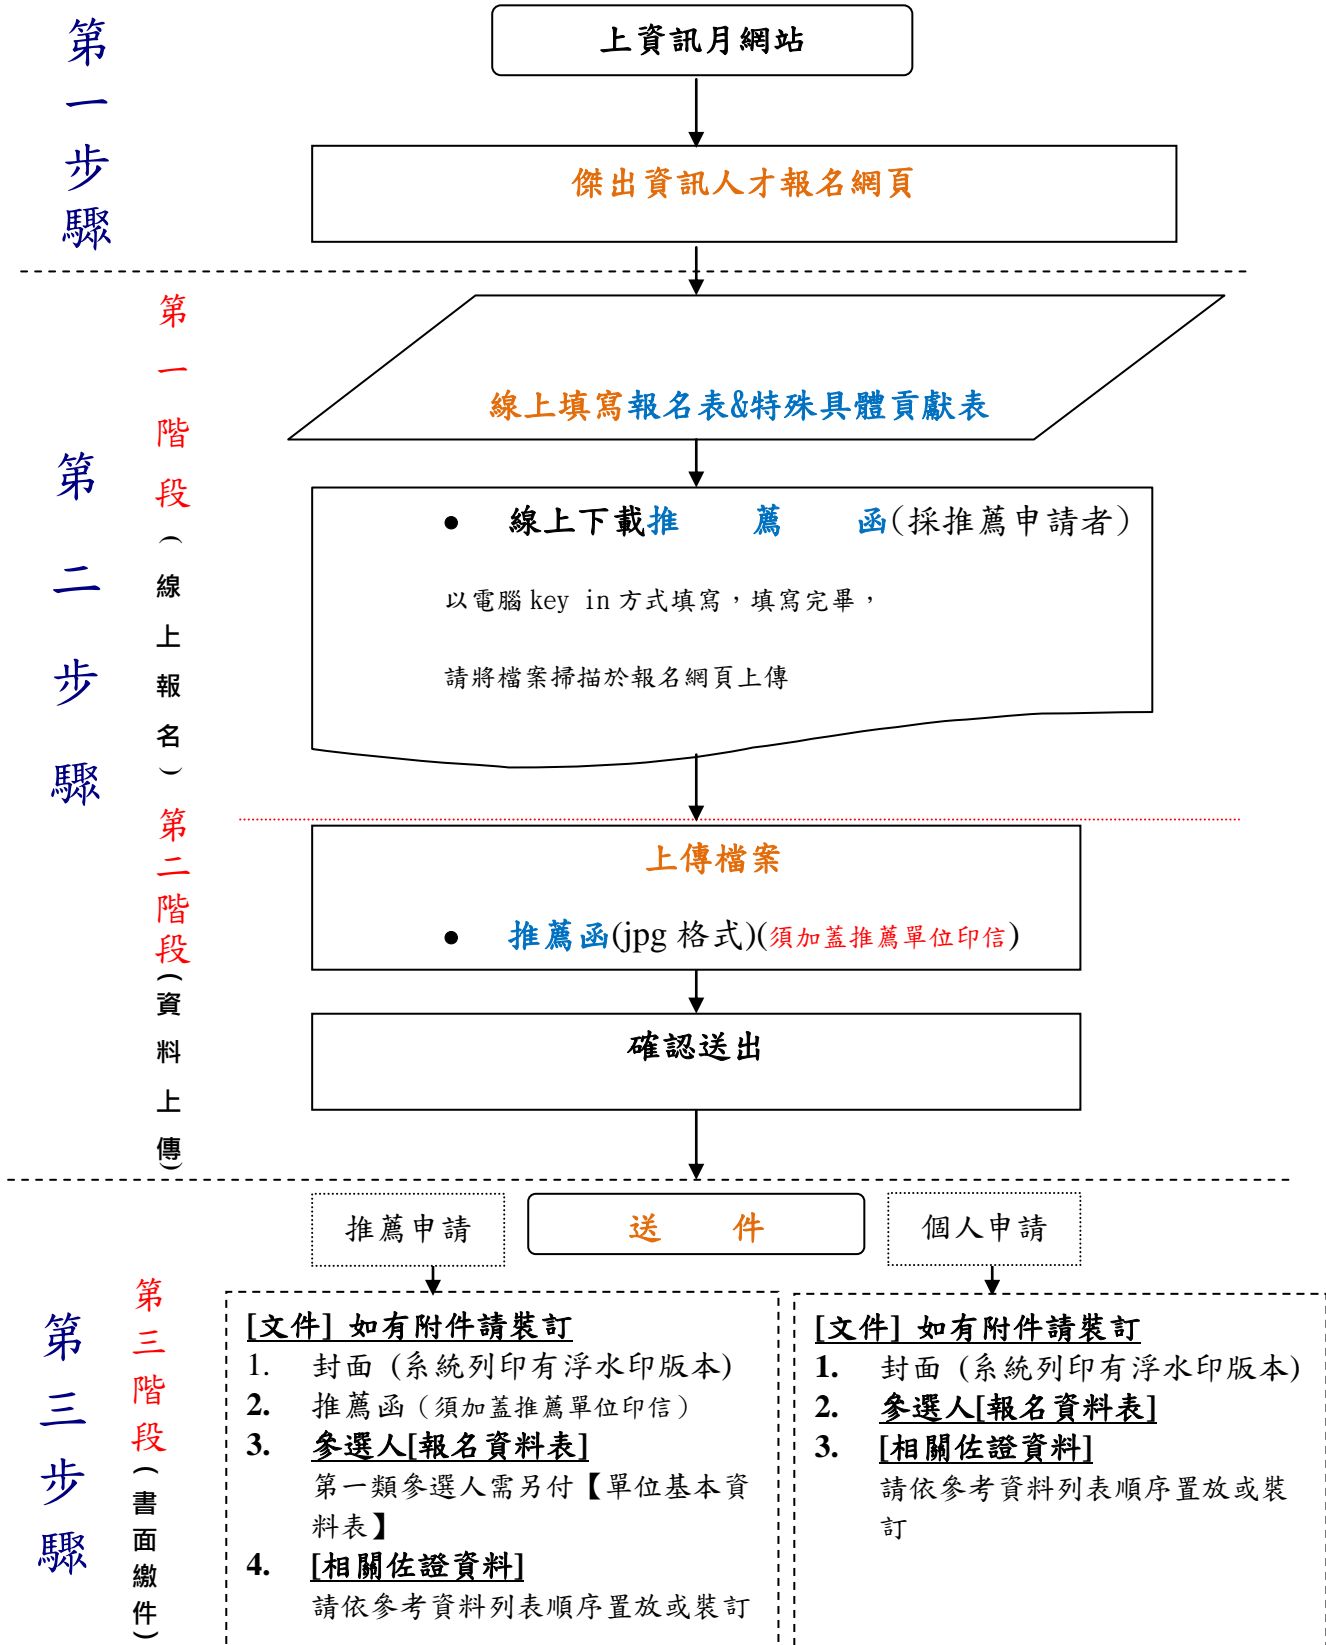 第一步驟
上資訊月網站
傑出資訊人才報名網頁
第二步驟
第一階段(線上報名)
線上填寫報名表&特殊具體貢獻表
● 線上下載推 薦 函(採推薦申請者)
以電腦 key in 方式填寫，填寫完畢，
請將檔案掃描於報名網頁上傳
第二階段(資料上傳)
上傳檔案
● 推薦函(jpg 格式)(須加蓋推薦單位印信)
確認送出
第三步驟
第三階段(書面繳件)
推薦申請
送 件
個人申請
[文件] 如有附件請裝訂
1. 封面 (系統列印有浮水印版本)
2. 推薦函（須加蓋推薦單位印信）
3. 參選人[報名資料表]
第一類參選人需另付【單位基本資
料表】
4. [相關佐證資料]
請依參考資料列表順序置放或裝訂
[文件] 如有附件請裝訂
1. 封面 (系統列印有浮水印版本)
2. 參選人[報名資料表]
3. [相關佐證資料]
請依參考資料列表順序置放或裝
訂